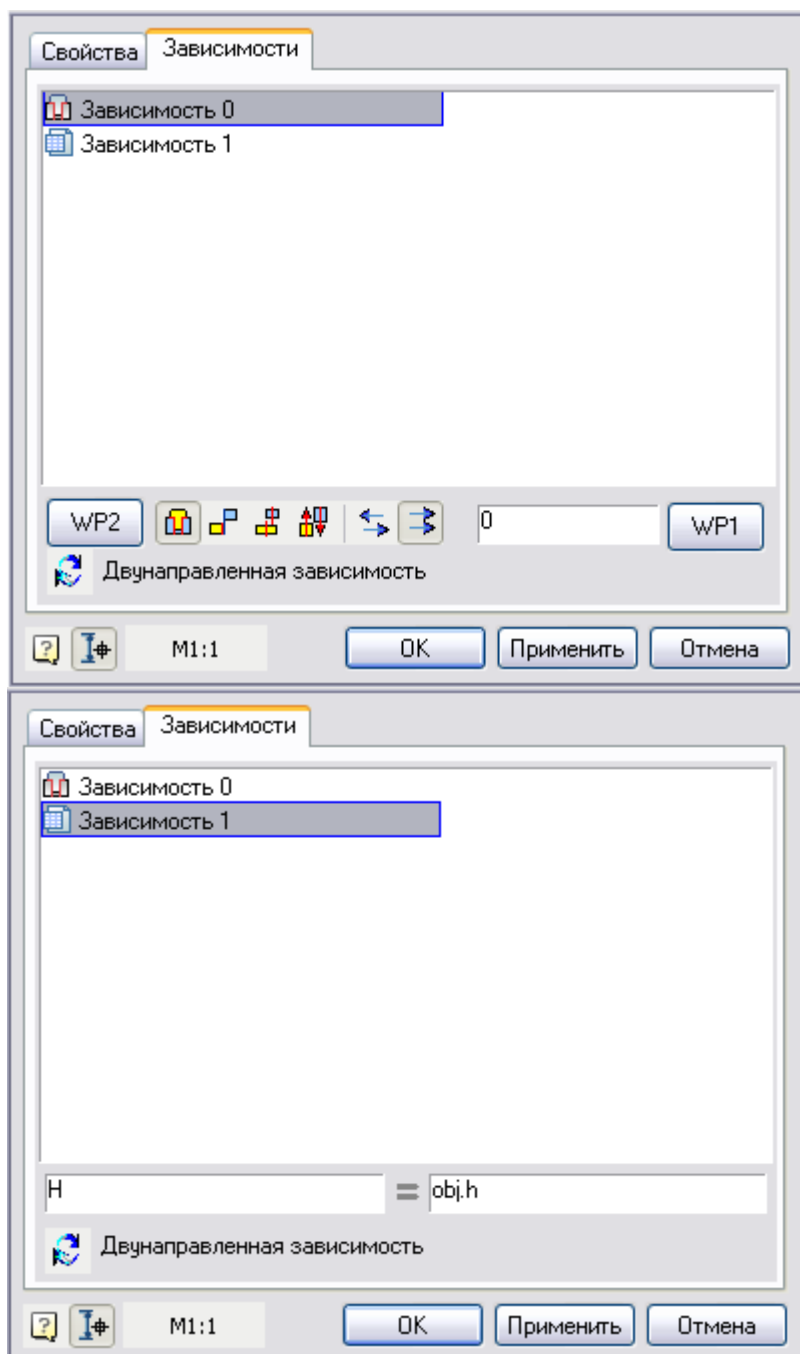 Свойства Зависимости
Зависимость 0
Зависимость 1
WP2 0 WP1
Двунаправленная зависимость
? M1:1 OK Применить Отмена
Свойства Зависимости
Зависимость 0
Зависимость 1
H = obj.h
Двунаправленная зависимость
? M1:1 OK Применить Отмена